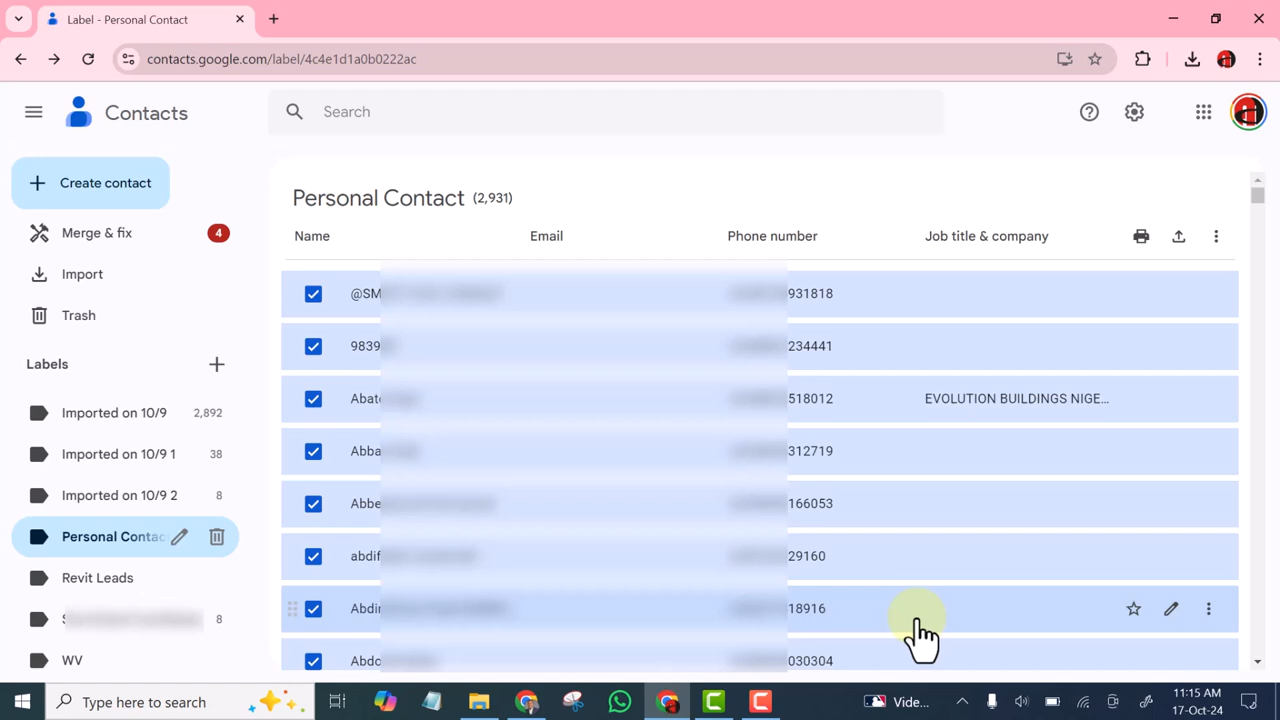 Label - Personal Contact
contacts.google.com/label/4c4e1d1a0b0222ac
Contacts
Search
Create contact
Merge & fix 4
Import
Trash
Labels
Imported on 10/9 2,892
Imported on 10/9 1 38
Imported on 10/9 2 8
Personal Contac
Revit Leads
S 8
WV
Personal Contact (2,931)
Name Email Phone number Job title & company
@SM 931818
9839 234441
Abat 518012 EVOLUTION BUILDINGS NIGE...
Abba 312719
Abbe 166053
abdif 29160
Abdi 18916
Abdo 030304
Type here to search
Vide...
11:15 AM
17-Oct-24